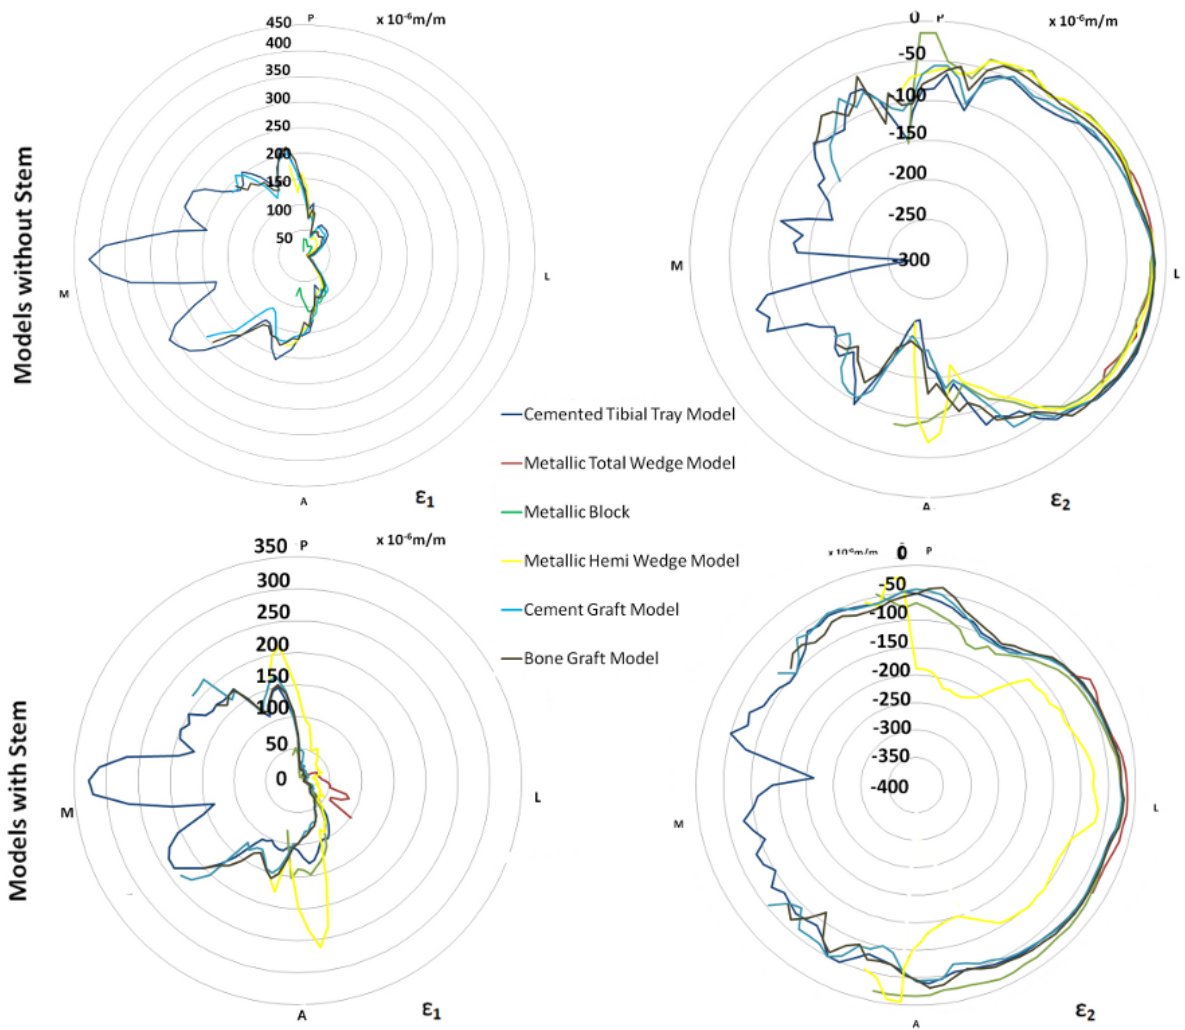 Models without Stem
450
P
x 10⁻⁶m/m
400
350
300
250
200
150
100
50
M
L
A
ε₁
0
P
x 10⁻⁶m/m
-50
-100
-150
-200
-250
-300
M
L
A
ε₂
Cemented Tibial Tray Model
Metallic Total Wedge Model
Metallic Block
Metallic Hemi Wedge Model
Cement Graft Model
Bone Graft Model
Models with Stem
350
P
x 10⁻⁶m/m
300
250
200
150
100
50
0
M
L
A
ε₁
x 10⁻⁶m/m
0
P
-50
-100
-150
-200
-250
-300
-350
-400
M
L
A
ε₂